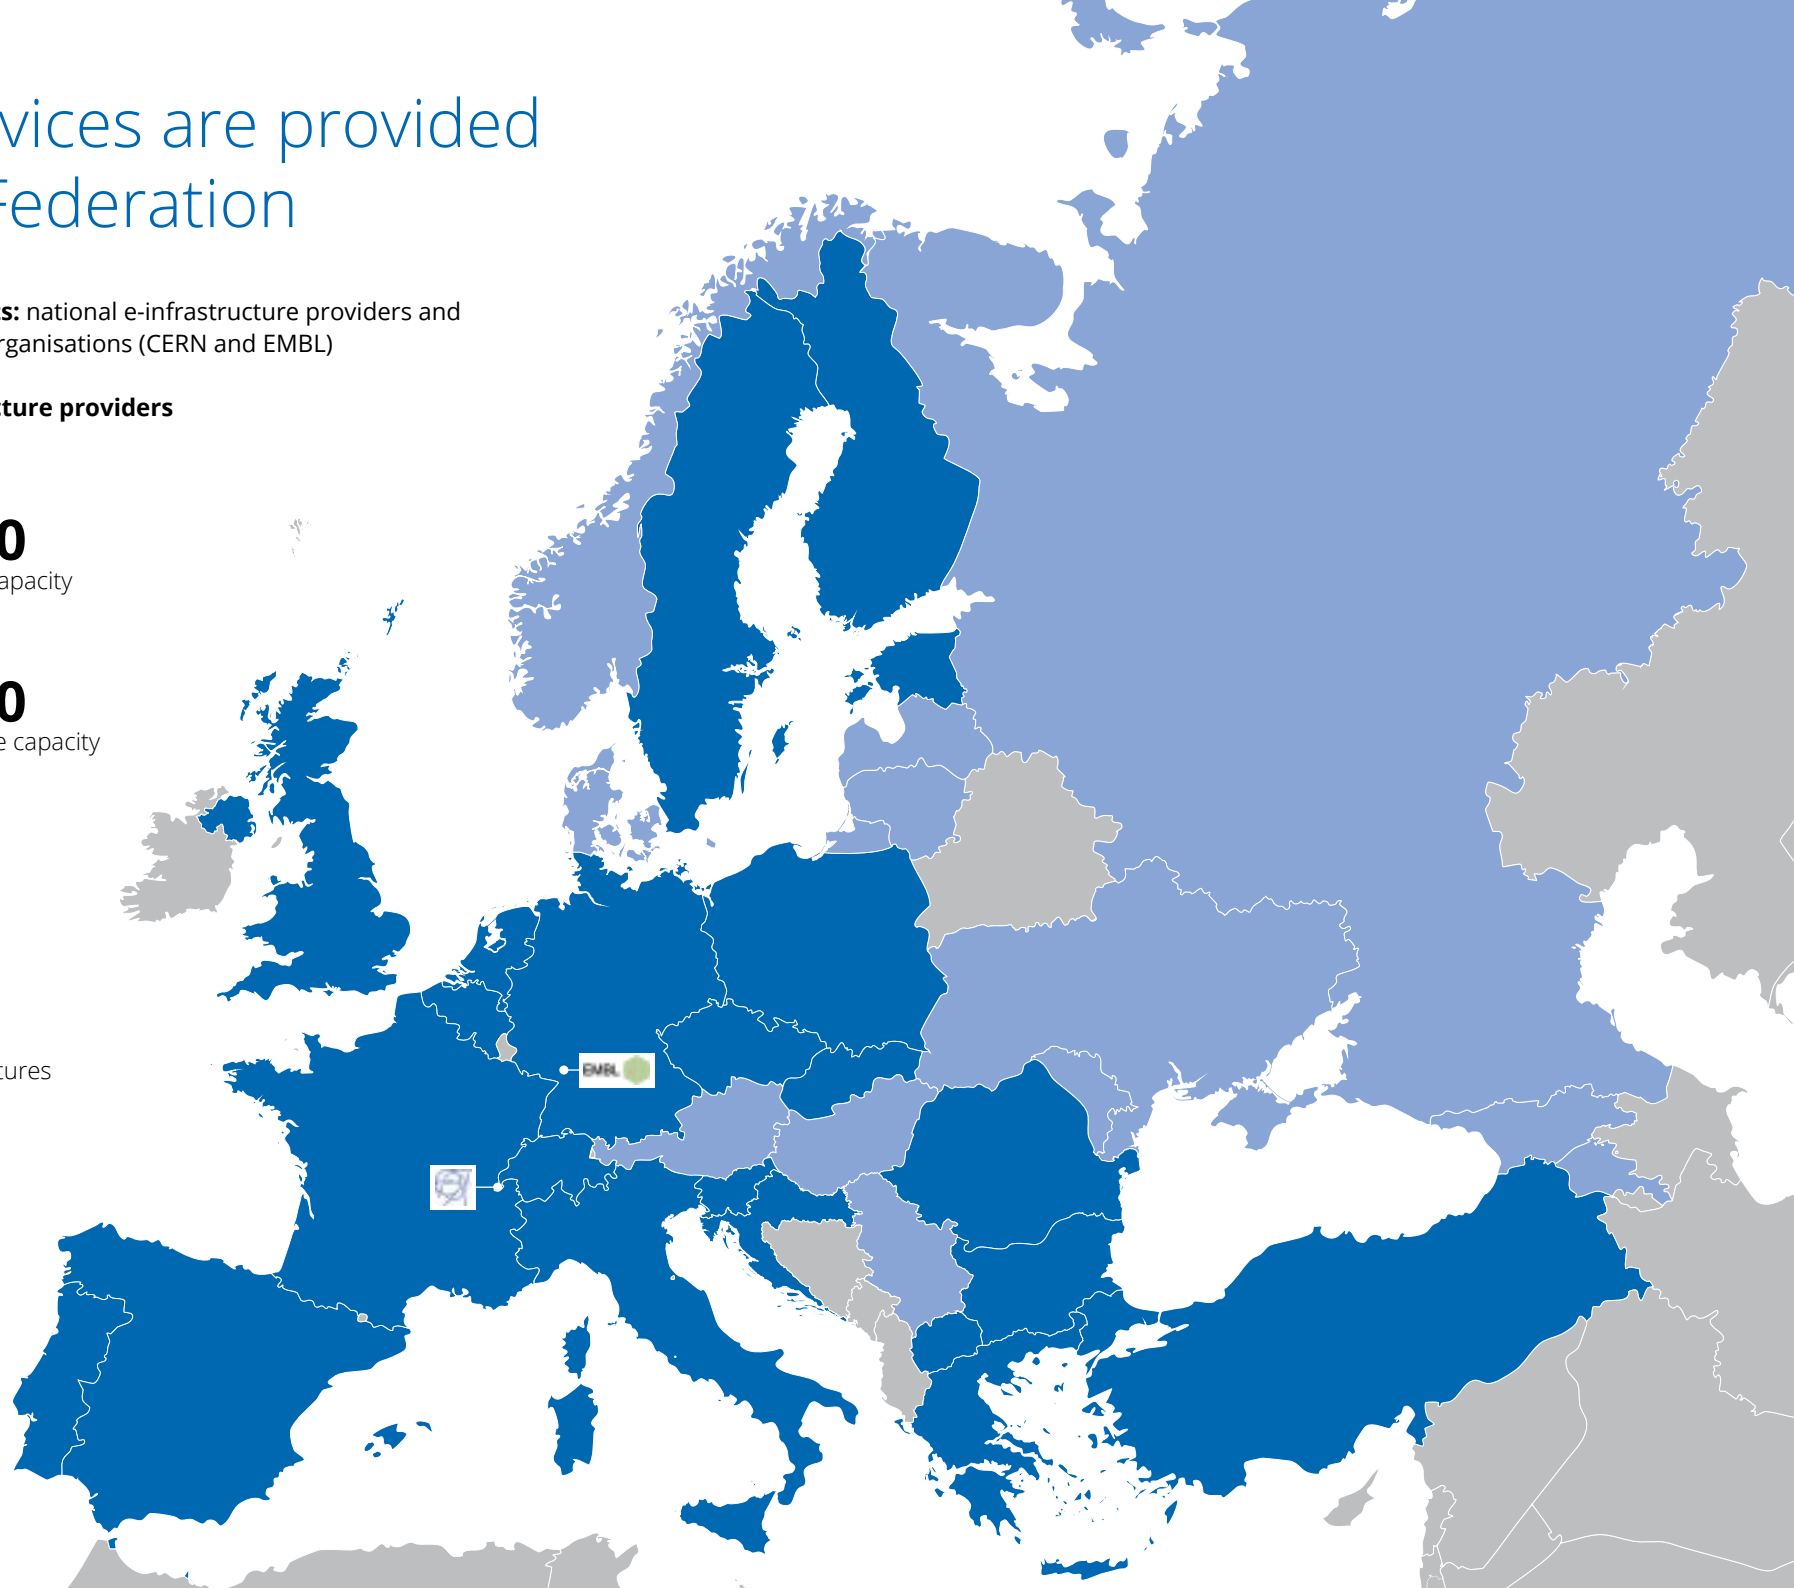 vices are provided
Federation
s: national e-infrastructure providers and
rganisations (CERN and EMBL)
cture providers
0
apacity
0
e capacity
tures
EMBL